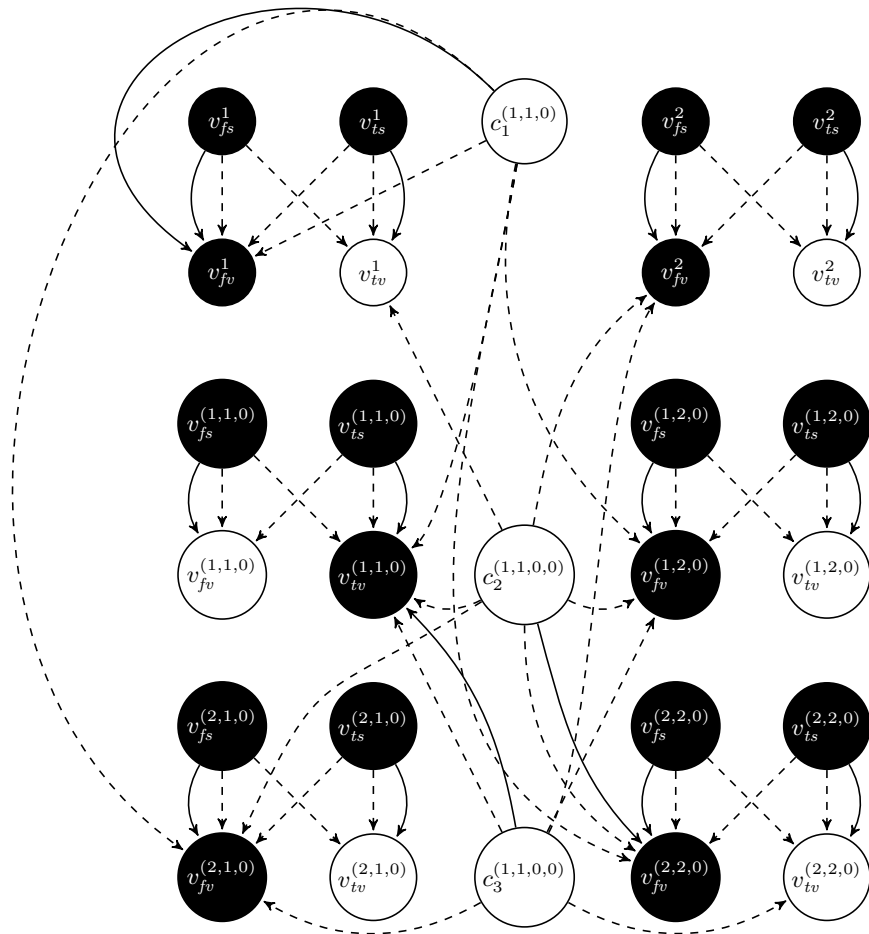 v_{fs}^{1} v_{ts}^{1} c_{1}^{(1,1,0)} v_{fs}^{2} v_{ts}^{2}
v_{fv}^{1} v_{tv}^{1} v_{fv}^{2} v_{tv}^{2}
v_{fs}^{(1,1,0)} v_{ts}^{(1,1,0)} v_{fs}^{(1,2,0)} v_{ts}^{(1,2,0)}
v_{fv}^{(1,1,0)} v_{tv}^{(1,1,0)} c_{2}^{(1,1,0,0)} v_{fv}^{(1,2,0)} v_{tv}^{(1,2,0)}
v_{fs}^{(2,1,0)} v_{ts}^{(2,1,0)} v_{fs}^{(2,2,0)} v_{ts}^{(2,2,0)}
v_{fv}^{(2,1,0)} v_{tv}^{(2,1,0)} c_{3}^{(1,1,0,0)} v_{fv}^{(2,2,0)} v_{tv}^{(2,2,0)}